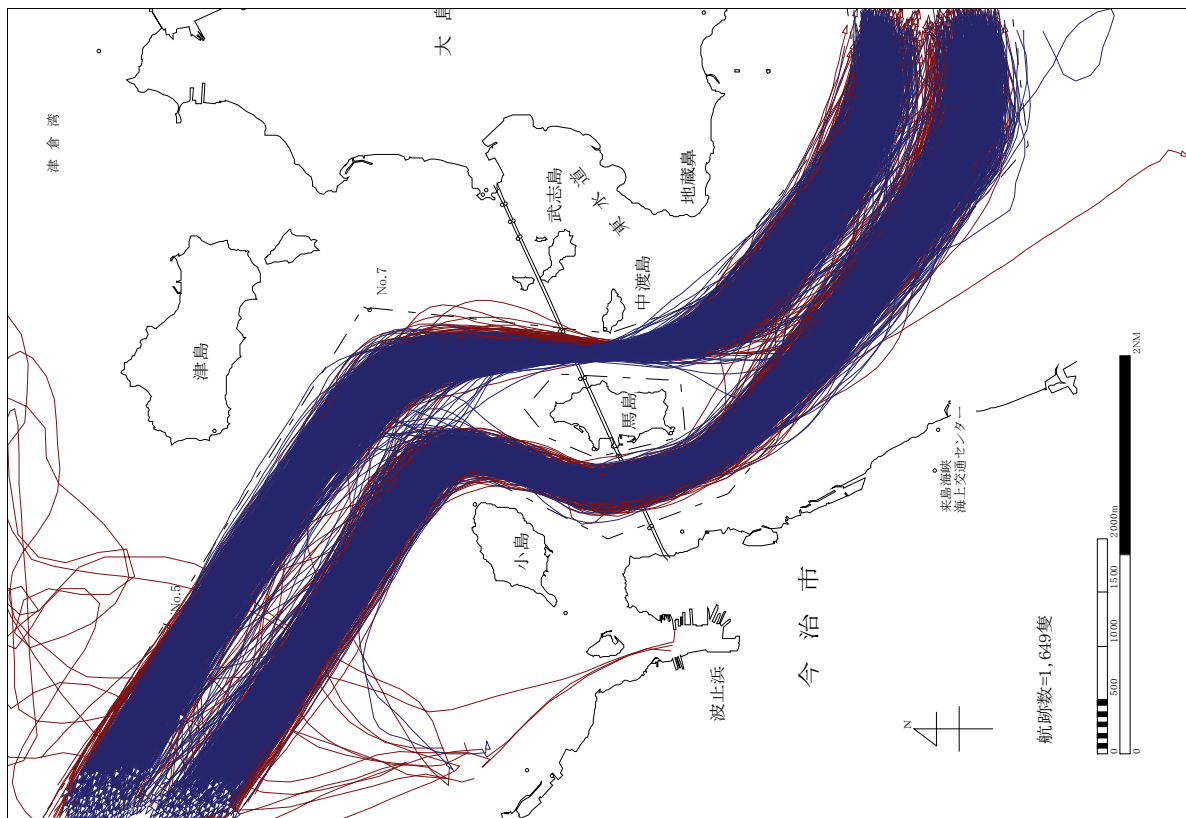 大島
津倉湾
武志島
東水道
地蔵鼻
No.7
中渡島
津島
馬島
小島
No.5
来島海峡
海上交通センター
今治市
波止浜
N
航跡数=1,649隻
0 500 1000 1500 2000m
0 2NM